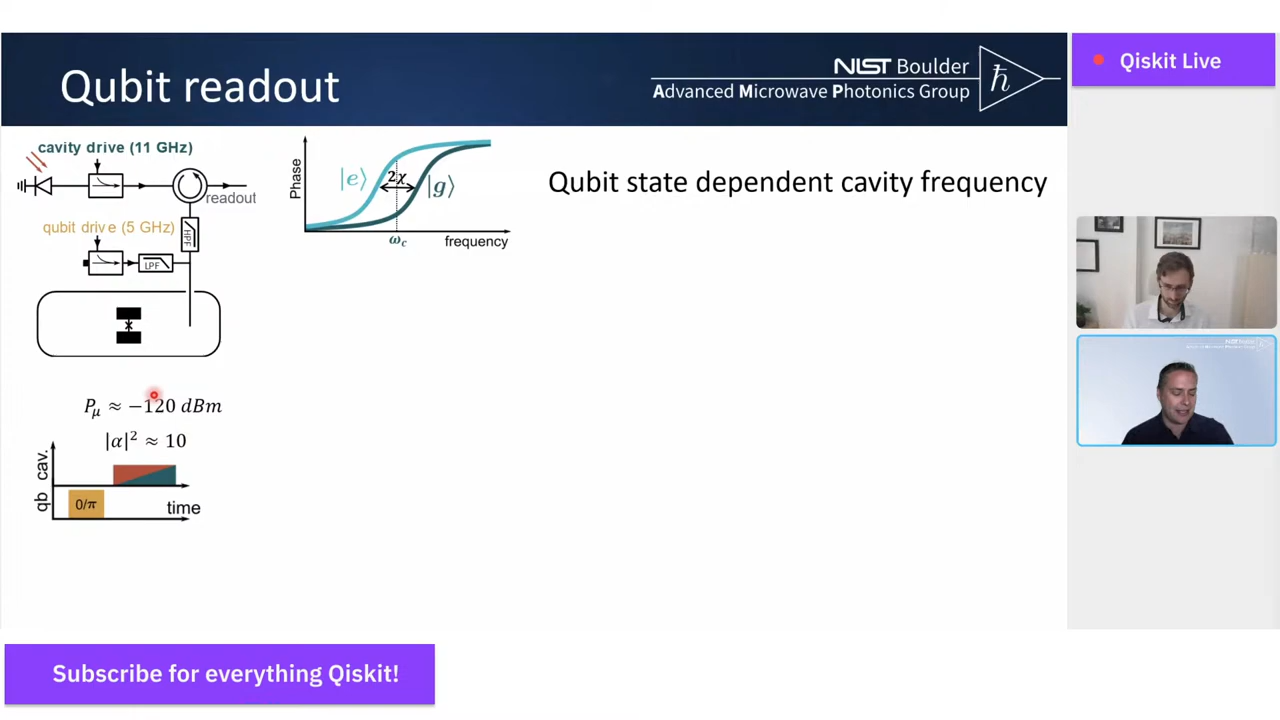 Qubit readout
NIST Boulder
Advanced Microwave Photonics Group
ħ
Qiskit Live
cavity drive (11 GHz)
readout
qubit drive (5 GHz)
HPF
LPF
Phase
|e⟩
2χ
|g⟩
ω_c
frequency
Qubit state dependent cavity frequency
P_μ ≈ −120 dBm
|α|² ≈ 10
cav.
qb
0/π
time
Subscribe for everything Qiskit!